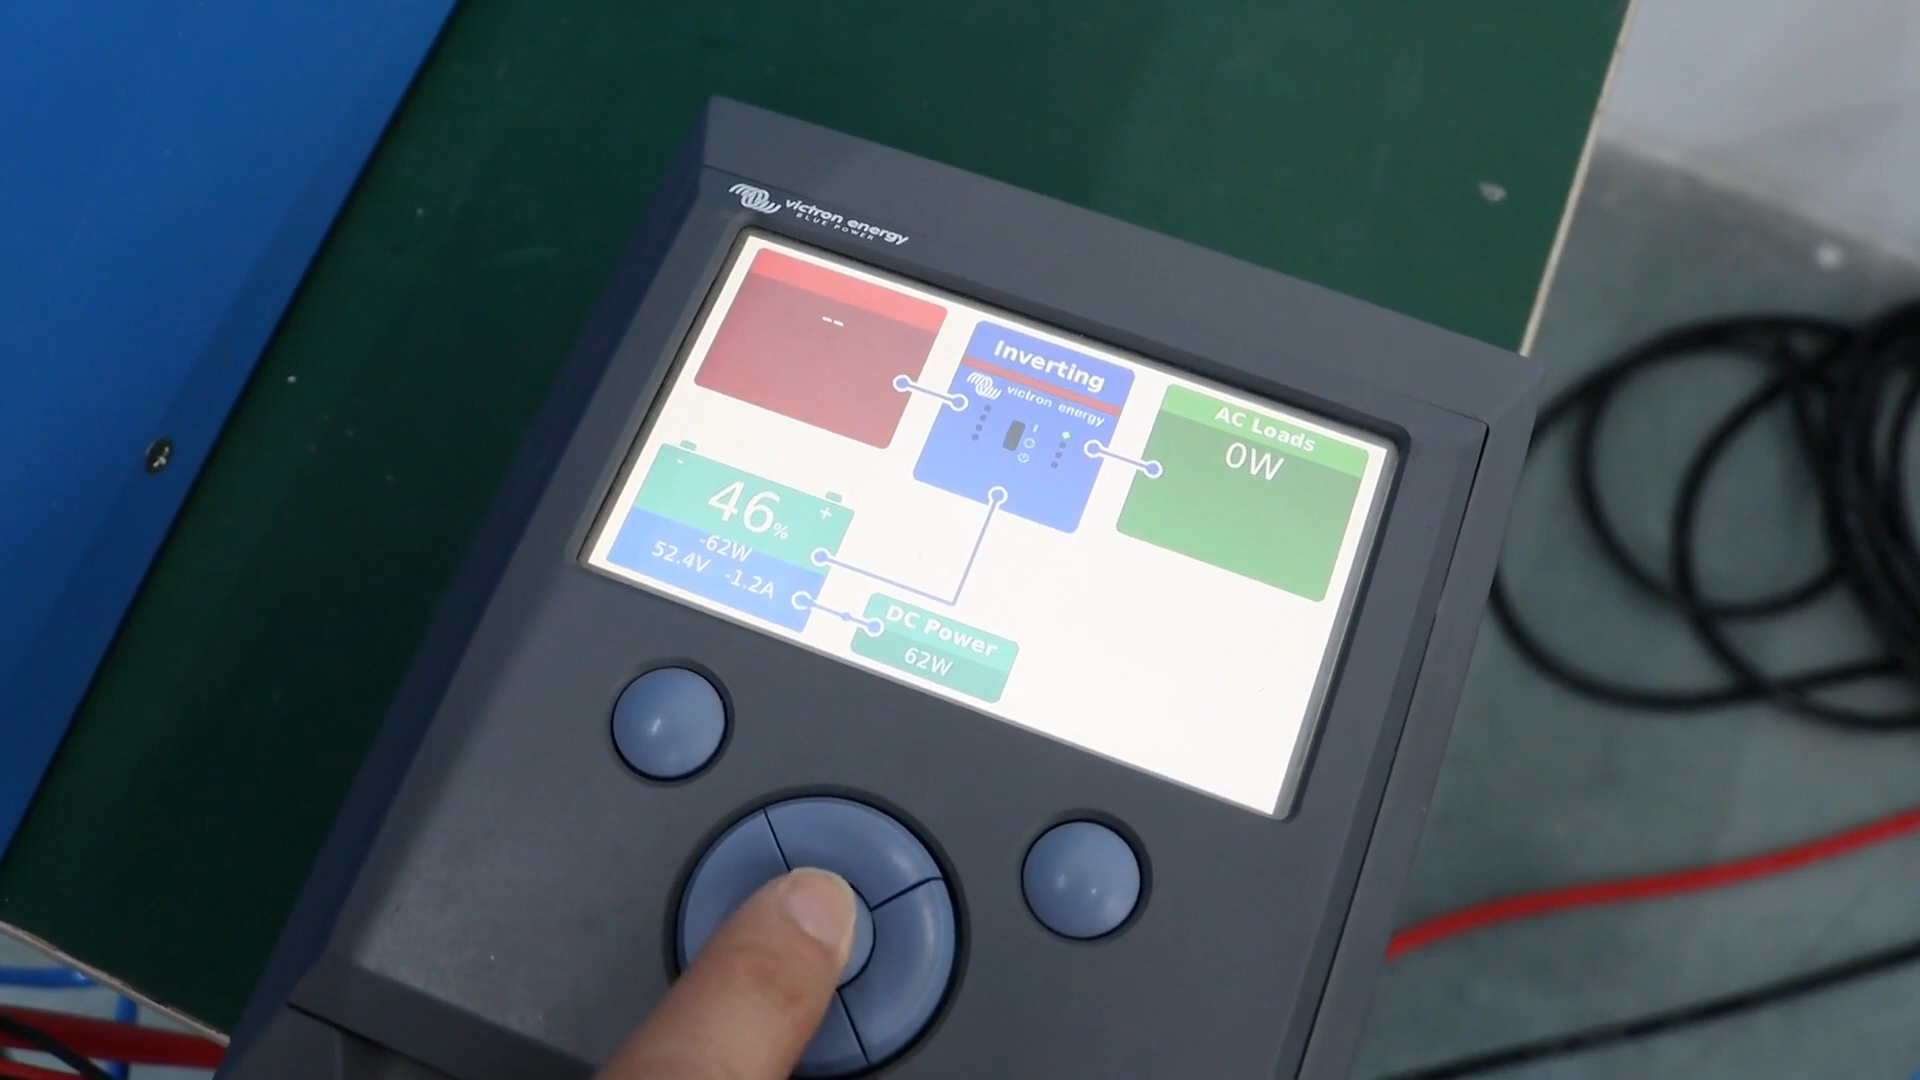 victron energy
BLUE POWER
--
Inverting
victron energy
AC Loads
0W
- +
46%
-62W
52.4V -1.2A
DC Power
62W